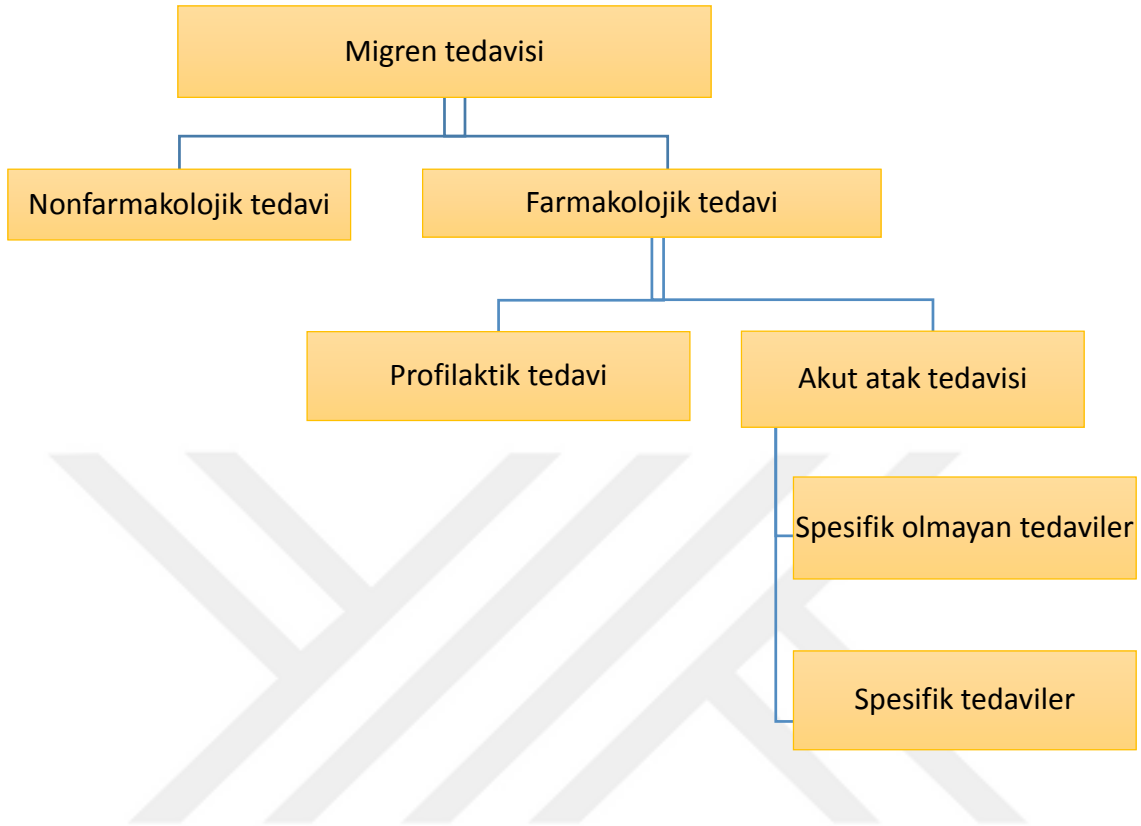 Migren tedavisi
Nonfarmakolojik tedavi
Farmakolojik tedavi
Profilaktik tedavi
Akut atak tedavisi
Spesifik olmayan tedaviler
Spesifik tedaviler